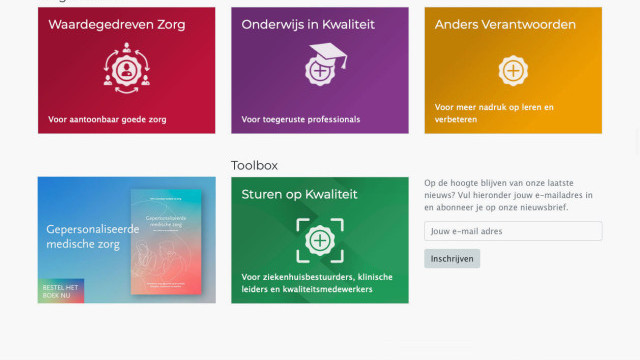 Waardegedreven Zorg
Voor aantoonbaar goede zorg
Onderwijs in Kwaliteit
Voor toegeruste professionals
Anders Verantwoorden
Voor meer nadruk op leren en
verbeteren
Gepersonaliseerde
medische zorg
Gepersonaliseerde
medische zorg
BESTEL HET
BOEK NU
Toolbox
Sturen op Kwaliteit
Voor ziekenhuisbestuurders, klinische
leiders en kwaliteitsmedewerkers
Op de hoogte blijven van onze laatste
nieuws? Vul hieronder jouw e-mailadres in
en abonneer je op onze nieuwsbrief.
Jouw e-mail adres
Inschrijven